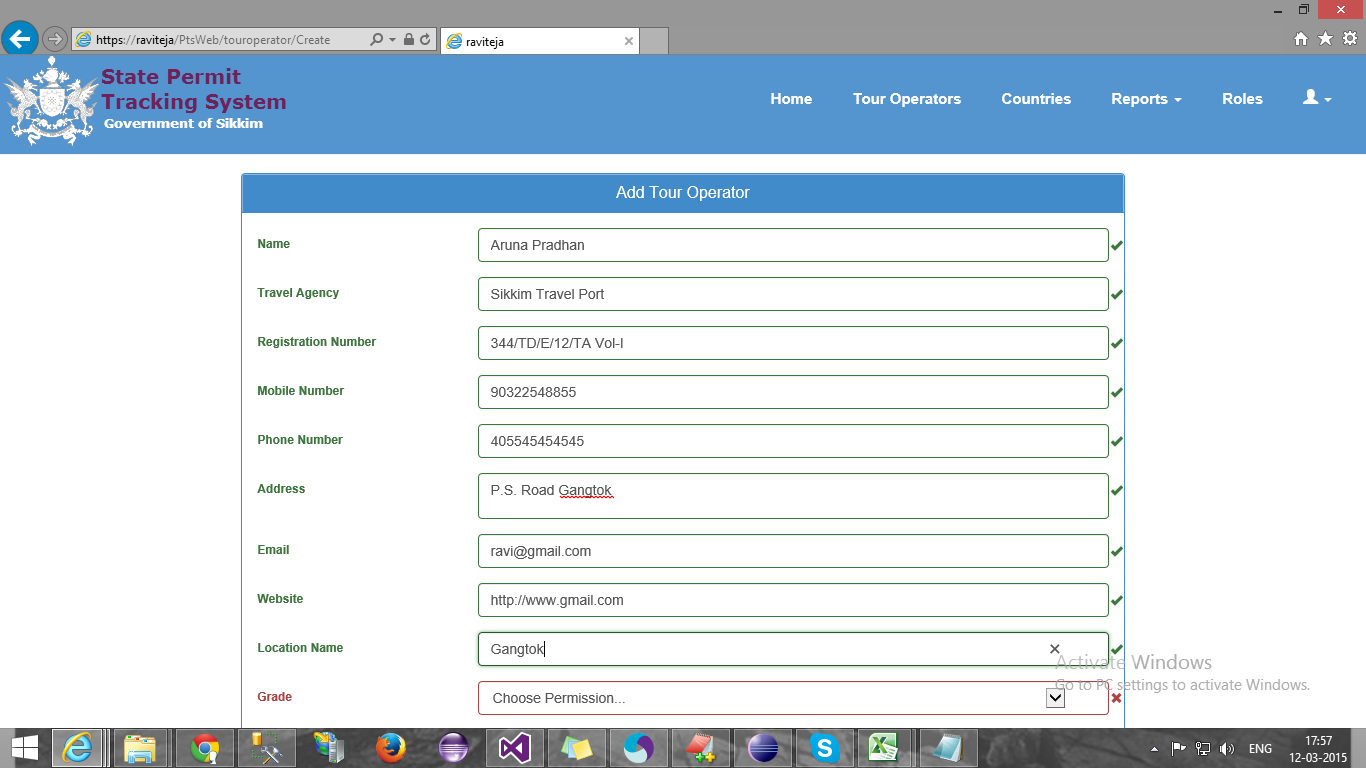 https://raviteja/PtsWeb/touroperator/Create
raviteja
State Permit
Tracking System
Government of Sikkim
Home
Tour Operators
Countries
Reports
Roles
Add Tour Operator
Name
Aruna Pradhan
Travel Agency
Sikkim Travel Port
Registration Number
344/TD/E/12/TA Vol-I
Mobile Number
90322548855
Phone Number
405545454545
Address
P.S. Road Gangtok
Email
ravi@gmail.com
Website
http://www.gmail.com
Location Name
Gangtok
Activate Windows
Go to PC settings to activate Windows.
Grade
Choose Permission...
ENG
17:57
12-03-2015